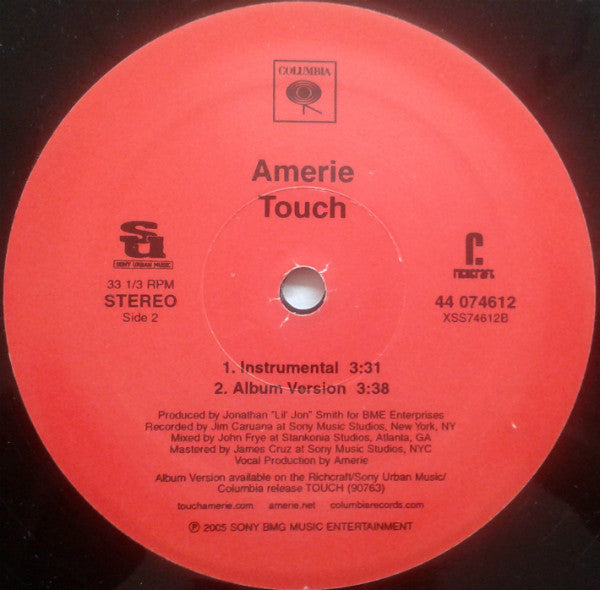 COLUMBIA
Amerie
Touch
su
SONY URBAN MUSIC
33 1/3 RPM
STEREO
Side 2
r.
RICHCRAFT
44 074612
XSS74612B
1. Instrumental 3:31
2. Album Version 3:38
Produced by Jonathan "Lil' Jon" Smith for BME Enterprises
Recorded by Jim Caruana at Sony Music Studios, New York, NY
Mixed by John Frye at Stankonia Studios, Atlanta, GA
Mastered by James Cruz at Sony Music Studios, NYC
Vocal Production by Amerie
Album Version available on the Richcraft/Sony Urban Music/
Columbia release TOUCH (90763)
touchamerie.com amerie.net columbiarecords.com
Ⓟ 2005 SONY BMG MUSIC ENTERTAINMENT